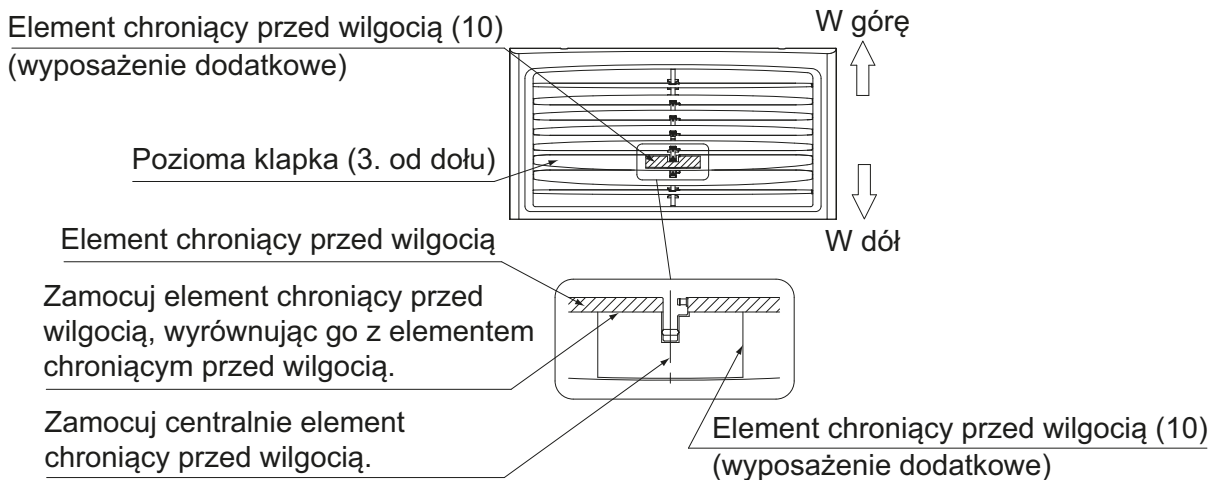 Element chroniący przed wilgocią (10)
(wyposażenie dodatkowe)
W górę
Pozioma klapka (3. od dołu)
W dół
Element chroniący przed wilgocią
Zamocuj element chroniący przed
wilgocią, wyrównując go z elementem
chroniącym przed wilgocią.
Zamocuj centralnie element
chroniący przed wilgocią.
Element chroniący przed wilgocią (10)
(wyposażenie dodatkowe)